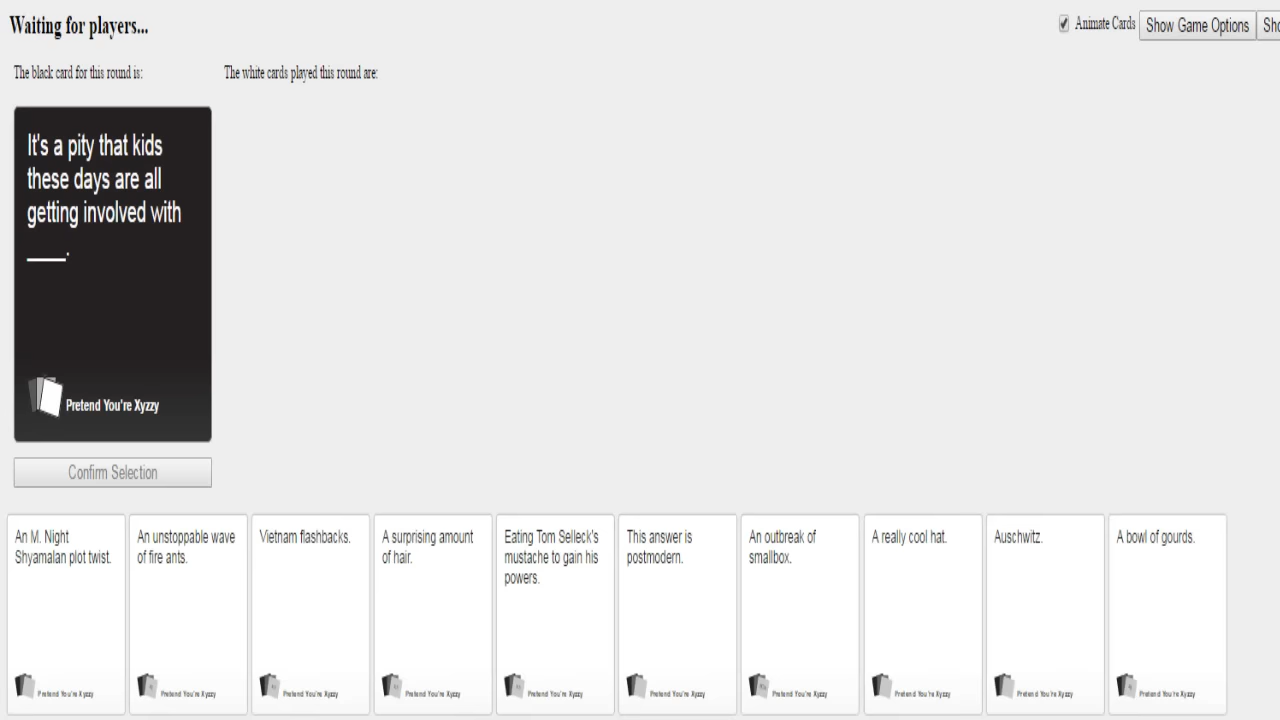 Waiting for players...
Animate Cards
Show Game Options
Sho
The black card for this round is:
The white cards played this round are:
It's a pity that kids
these days are all
getting involved with
____.
Pretend You're Xyzzy
Confirm Selection
An M. Night
Shyamalan plot twist.
Pretend You're Xyzzy
An unstoppable wave
of fire ants.
Pretend You're Xyzzy
Vietnam flashbacks.
Pretend You're Xyzzy
A surprising amount
of hair.
Pretend You're Xyzzy
Eating Tom Selleck's
mustache to gain his
powers.
Pretend You're Xyzzy
This answer is
postmodern.
Pretend You're Xyzzy
An outbreak of
smallbox.
Pretend You're Xyzzy
A really cool hat.
Pretend You're Xyzzy
Auschwitz.
Pretend You're Xyzzy
A bowl of gourds.
Pretend You're Xyzzy